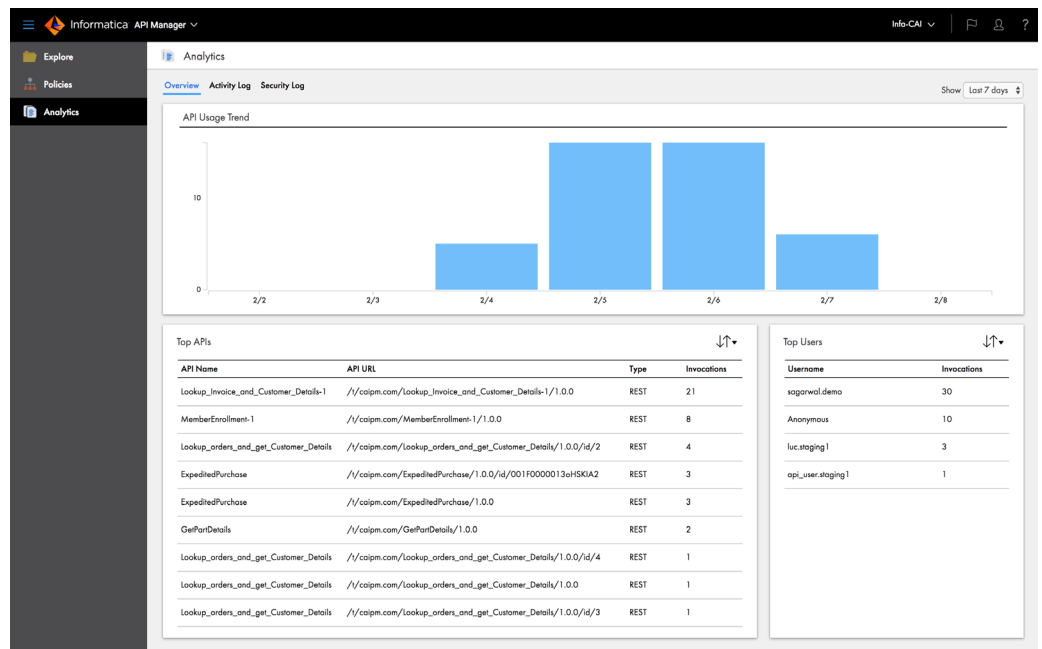 Informatica API Manager
Info-CAI
?
Explore
Policies
Analytics
Analytics
Overview Activity Log Security Log
Show Last 7 days
API Usage Trend
10
0
2/2 2/3 2/4 2/5 2/6 2/7 2/8
Top APIs
API Name API URL Type Invocations
Lookup_Invoice_and_Customer_Details-1 /t/caipm.com/Lookup_Invoice_and_Customer_Details-1/1.0.0 REST 21
MemberEnrollment-1 /t/caipm.com/MemberEnrollment-1/1.0.0 REST 8
Lookup_orders_and_get_Customer_Details /t/caipm.com/Lookup_orders_and_get_Customer_Details/1.0.0/id/2 REST 4
ExpeditedPurchase /t/caipm.com/ExpeditedPurchase/1.0.0/id/001F0000013oHSKIA2 REST 3
ExpeditedPurchase /t/caipm.com/ExpeditedPurchase/1.0.0 REST 3
GetPartDetails /t/caipm.com/GetPartDetails/1.0.0 REST 2
Lookup_orders_and_get_Customer_Details /t/caipm.com/Lookup_orders_and_get_Customer_Details/1.0.0/id/4 REST 1
Lookup_orders_and_get_Customer_Details /t/caipm.com/Lookup_orders_and_get_Customer_Details/1.0.0 REST 1
Lookup_orders_and_get_Customer_Details /t/caipm.com/Lookup_orders_and_get_Customer_Details/1.0.0/id/3 REST 1
Top Users
Username Invocations
sagarwal.demo 30
Anonymous 10
luc.staging1 3
api_user.staging1 1